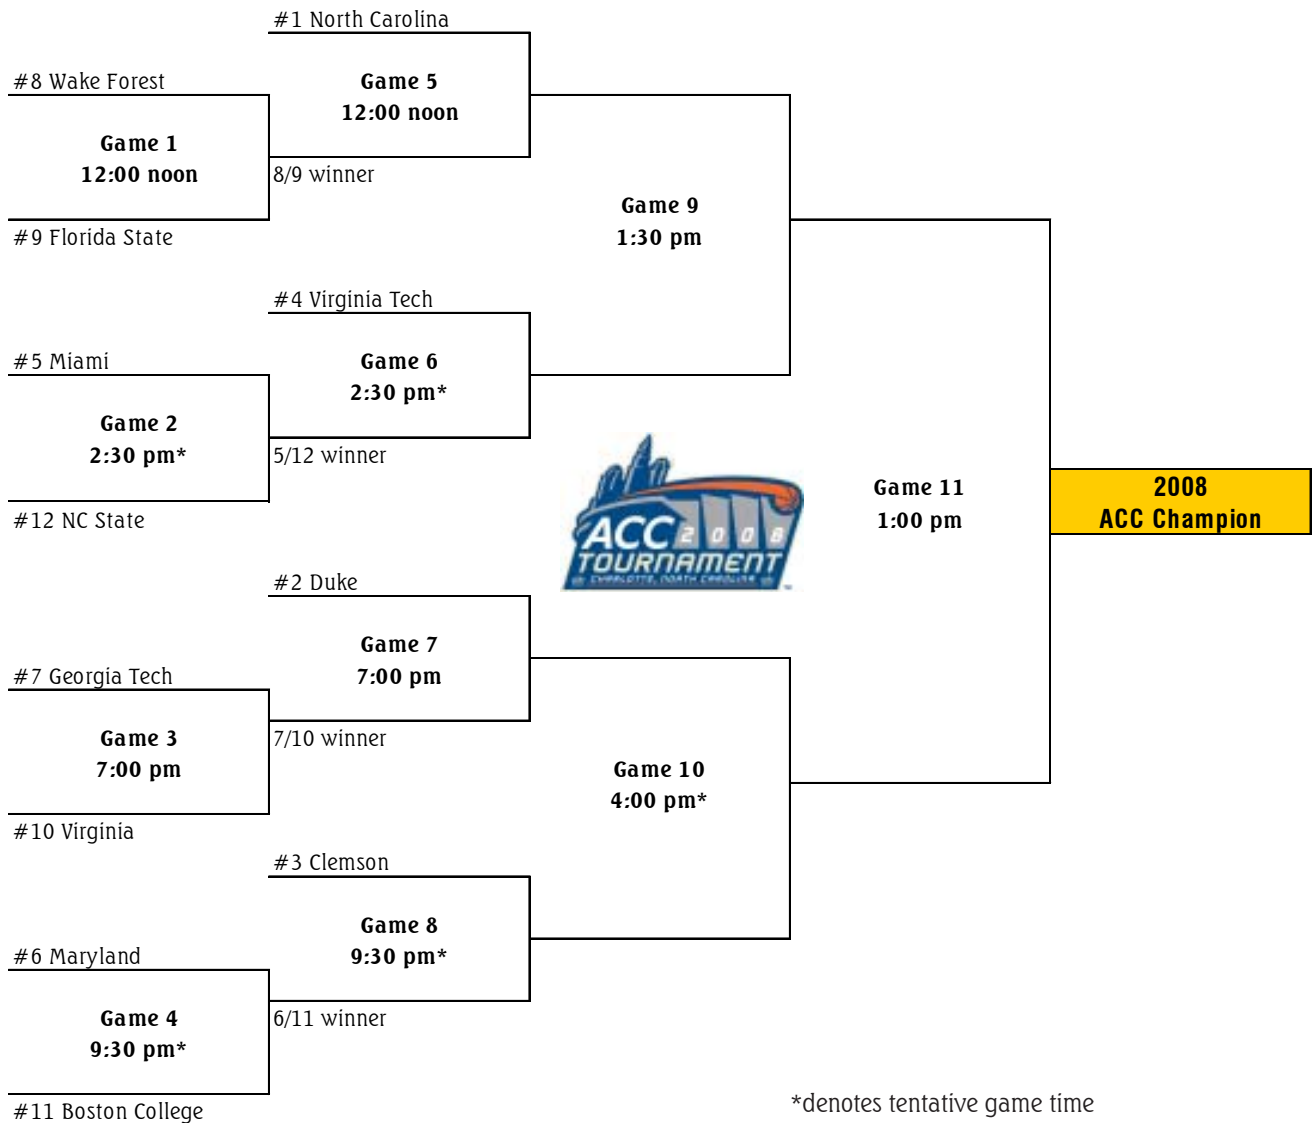 #1 North Carolina
#8 Wake Forest
Game 5
12:00 noon
Game 1
12:00 noon
8/9 winner
Game 9
1:30 pm
#9 Florida State
#4 Virginia Tech
#5 Miami
Game 6
2:30 pm*
Game 2
2:30 pm*
5/12 winner
#12 NC State
ACC 2008
TOURNAMENT
CHARLOTTE, NORTH CAROLINA
Game 11
1:00 pm
2008
ACC Champion
#2 Duke
Game 7
7:00 pm
#7 Georgia Tech
Game 3
7:00 pm
7/10 winner
Game 10
4:00 pm*
#10 Virginia
#3 Clemson
Game 8
9:30 pm*
#6 Maryland
Game 4
9:30 pm*
6/11 winner
#11 Boston College
*denotes tentative game time